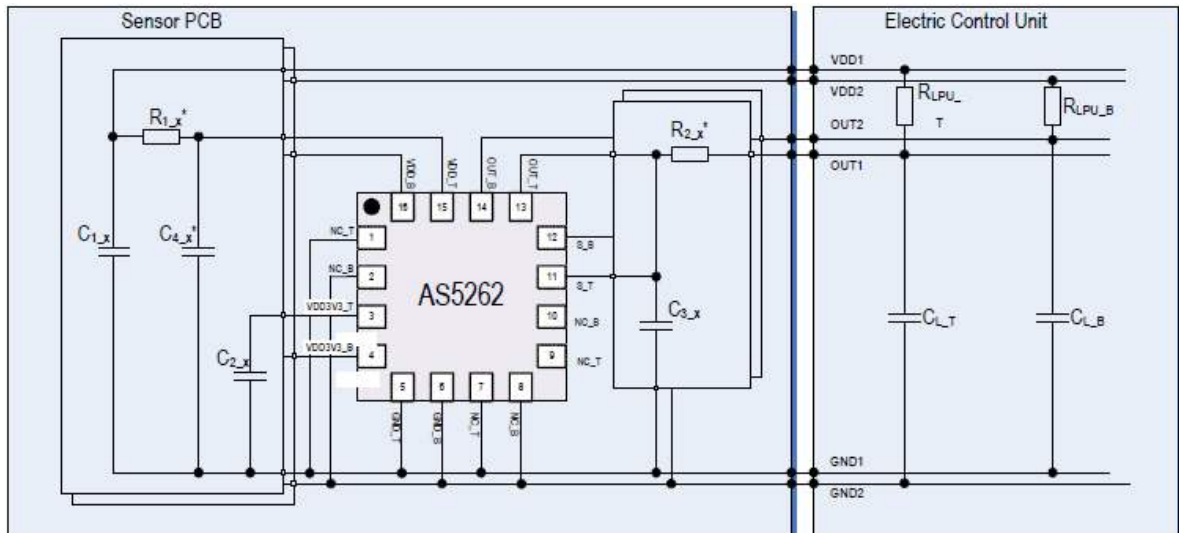 Sensor PCB
Electric Control Unit
VDD1
VDD2
RLPU_T
RLPU_B
OUT2
OUT1
R1_x*
R2_x*
VDD_B
VDD_T
OUT_B
OUT_T
16
15
14
13
C1_x
C4_x*
NC_T
1
NC_B
2
VDD3V3_T
3
VDD3V3_B
4
C2_x
AS5262
12
S_B
11
S_T
10
NC_B
9
NC_T
C3_x
CL_T
CL_B
5
6
7
8
GND_T
GND_B
NC_T
NC_B
GND1
GND2